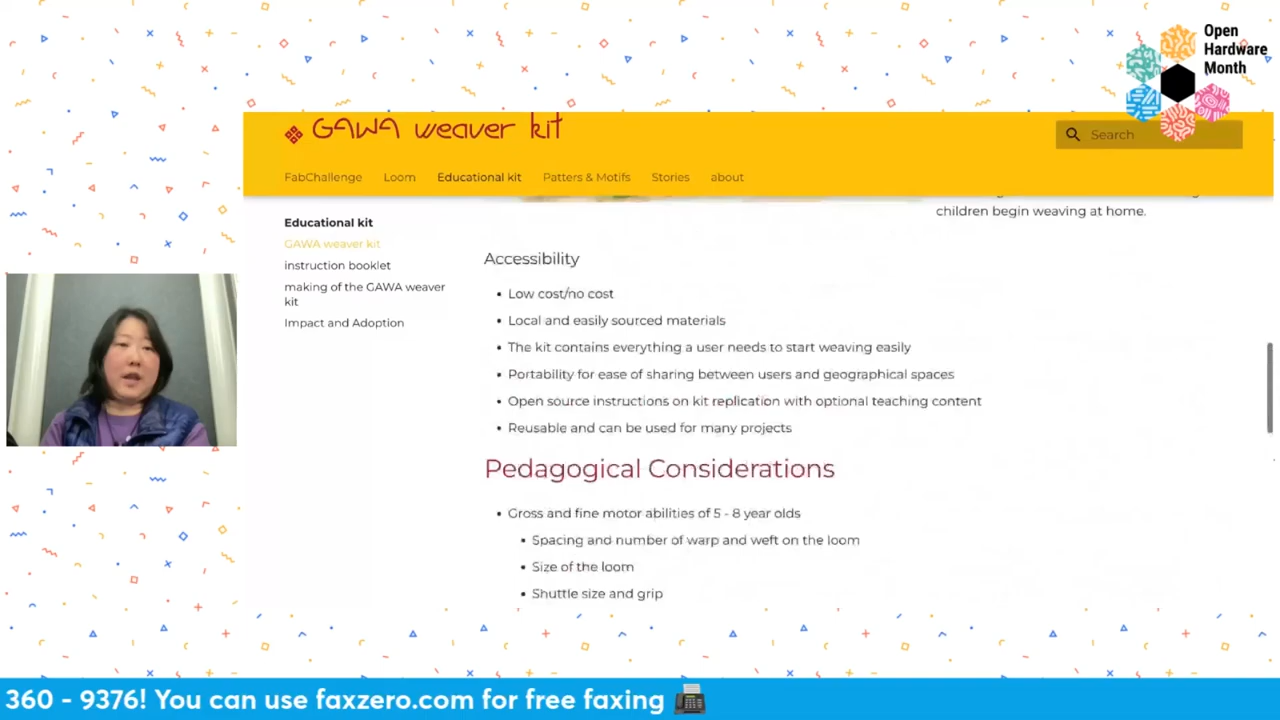 Open
Hardware
Month
GAWA weaver kit
Search
FabChallenge Loom Educational kit Patters & Motifs Stories about
Educational kit
GAWA weaver kit
instruction booklet
making of the GAWA weaver
kit
Impact and Adoption
children begin weaving at home.
Accessibility
Low cost/no cost
Local and easily sourced materials
The kit contains everything a user needs to start weaving easily
Portability for ease of sharing between users and geographical spaces
Open source instructions on kit replication with optional teaching content
Reusable and can be used for many projects
Pedagogical Considerations
Gross and fine motor abilities of 5 - 8 year olds
Spacing and number of warp and weft on the loom
Size of the loom
Shuttle size and grip
360 - 9376! You can use faxzero.com for free faxing